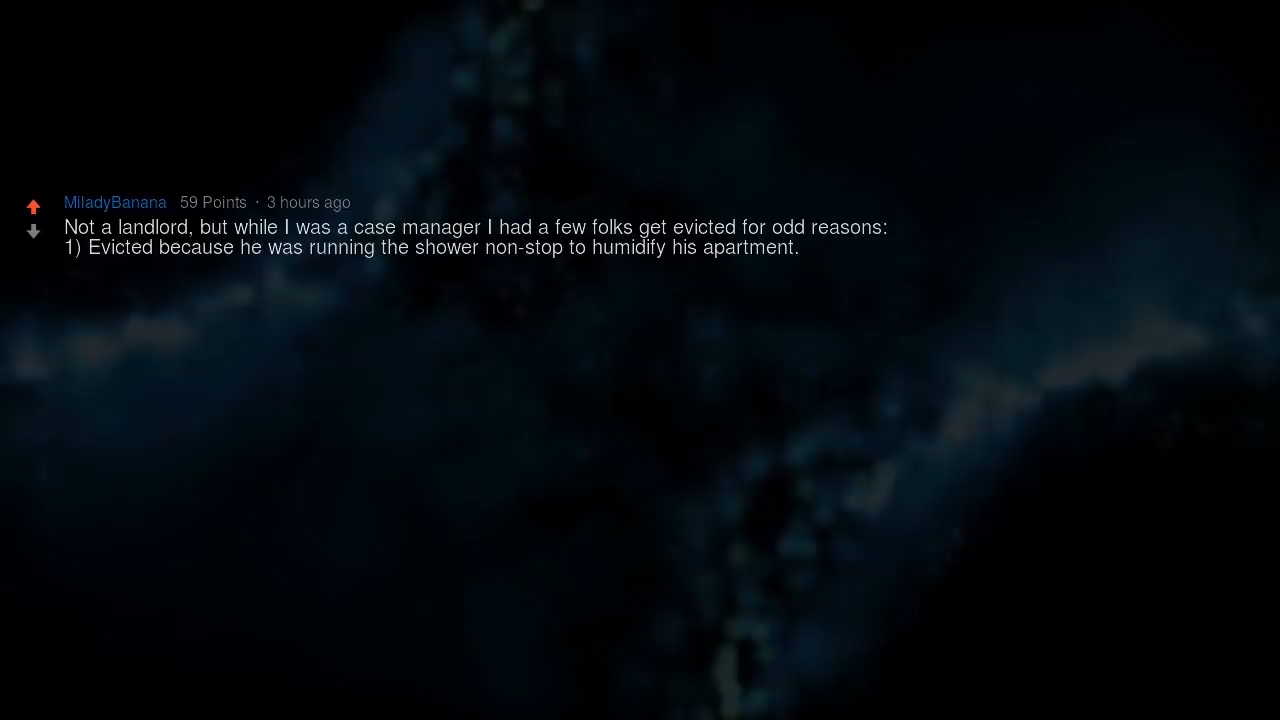 MiladyBanana 59 Points · 3 hours ago
Not a landlord, but while I was a case manager I had a few folks get evicted for odd reasons:
1) Evicted because he was running the shower non-stop to humidify his apartment.